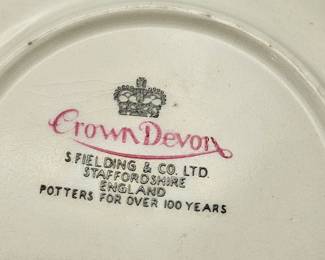 Crown Devon
S. FIELDING & CO. LTD.
STAFFORDSHIRE
ENGLAND
POTTERS FOR OVER 100 YEARS